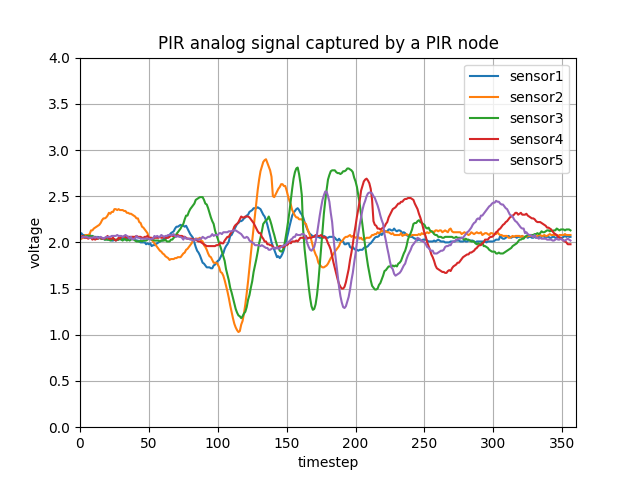 PIR analog signal captured by a PIR node
4.0
3.5
3.0
2.5
2.0
1.5
1.0
0.5
0.0
voltage
0 50 100 150 200 250 300 350
timestep
sensor1
sensor2
sensor3
sensor4
sensor5